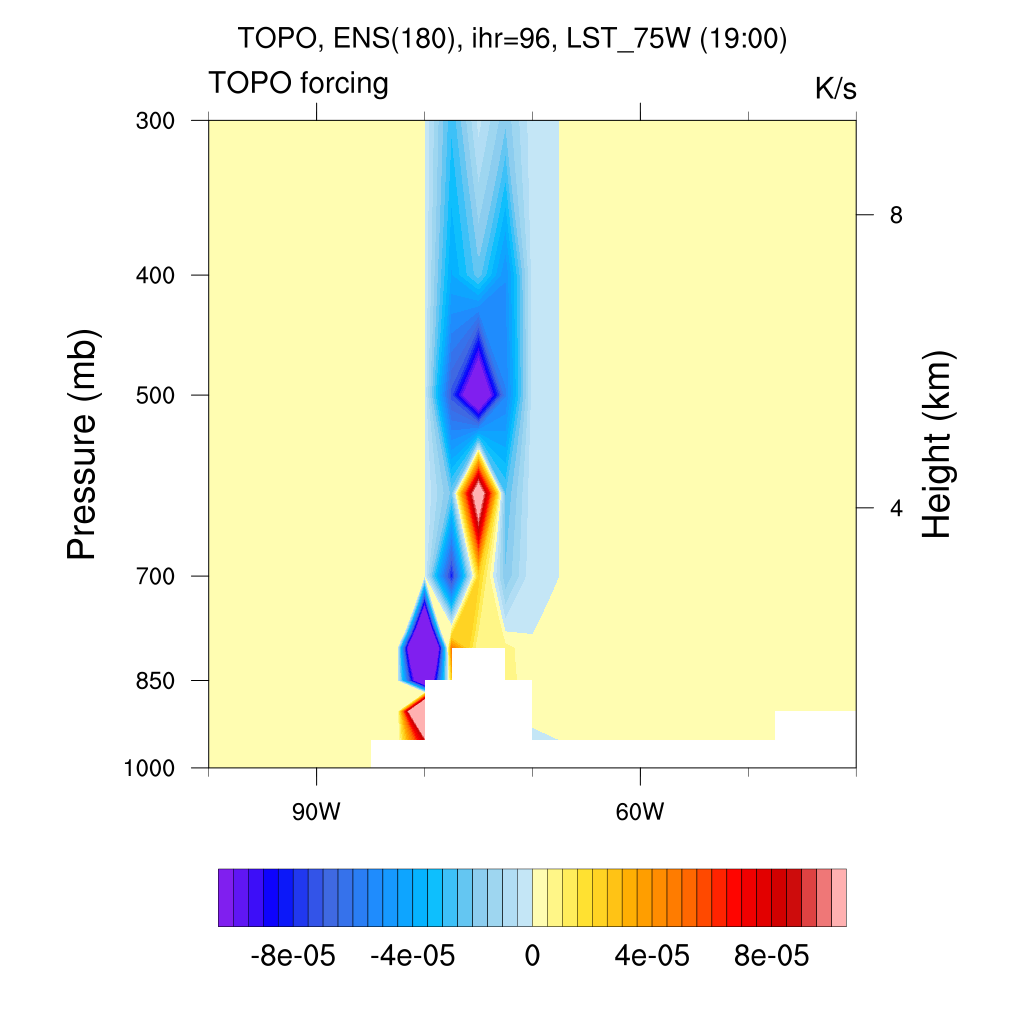 TOPO, ENS(180), ihr=96, LST_75W (19:00)
TOPO forcing
K/s
300
400
500
700
850
1000
Pressure (mb)
8
4
Height (km)
90W
60W
-8e-05
-4e-05
0
4e-05
8e-05